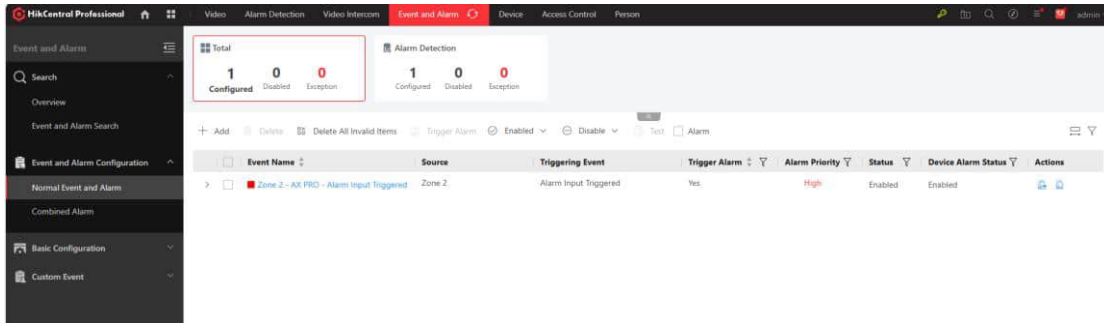 HikCentral Professional Video Alarm Detection Video Intercom Event and Alarm Device Access Control Person admin
Event and Alarm
Search
Overview
Event and Alarm Search
Event and Alarm Configuration
Normal Event and Alarm
Combined Alarm
Basic Configuration
Custom Event
Total
1 0 0
Configured Disabled Exception
Alarm Detection
1 0 0
Configured Disabled Exception
Add Delete Delete All Invalid Items Trigger Alarm Enabled Disable Test Alarm
Event Name Source Triggering Event Trigger Alarm Alarm Priority Status Device Alarm Status Actions
Zone 2 - AX PRO - Alarm Input Triggered Zone 2 Alarm Input Triggered Yes High Enabled Enabled